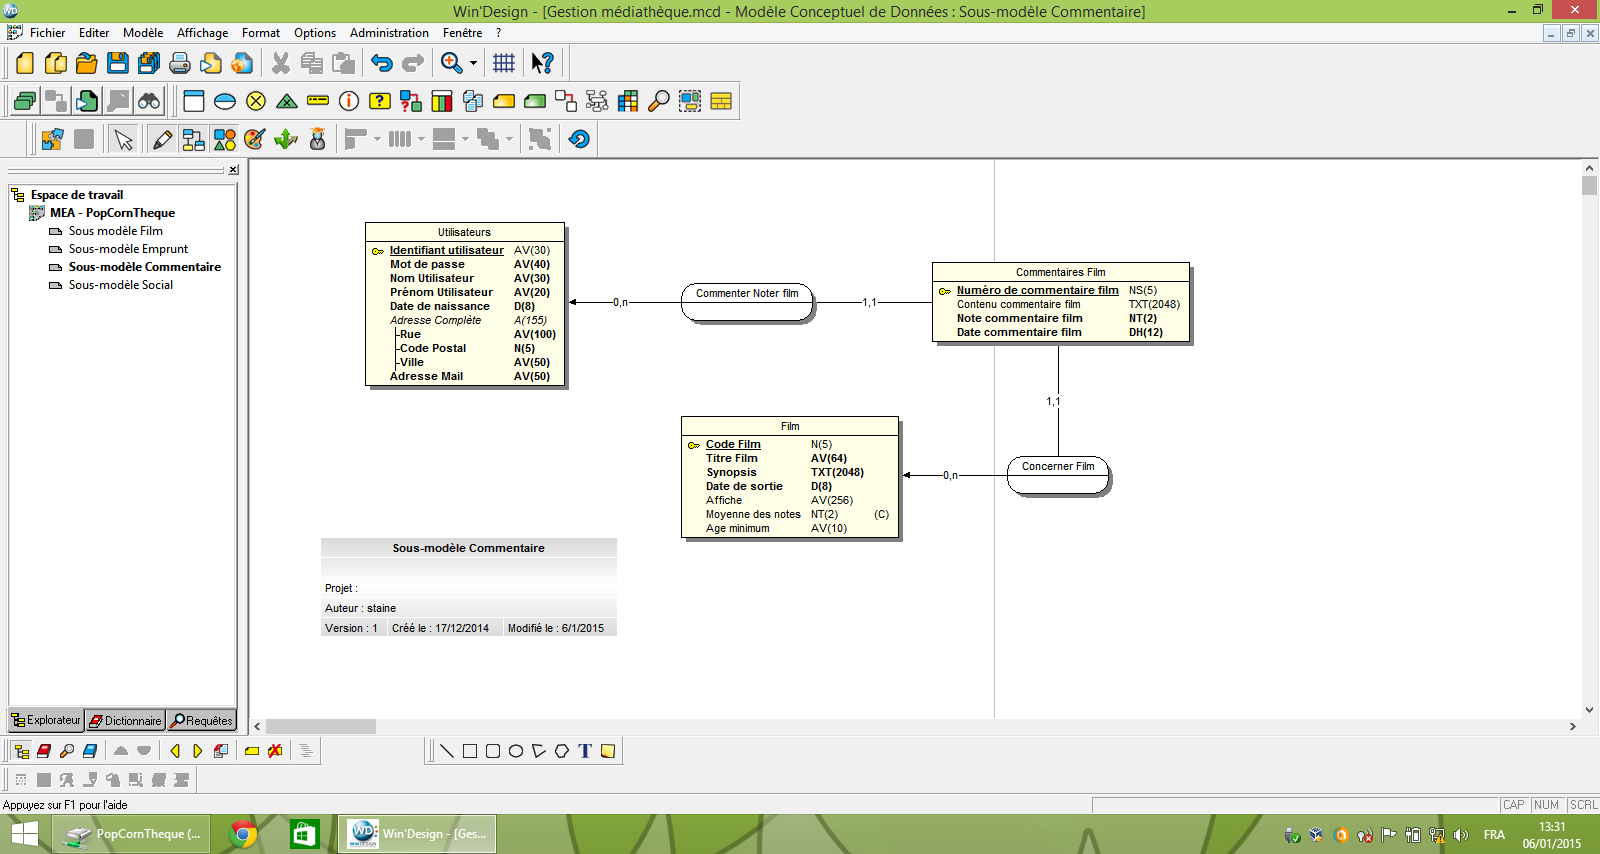 Win'Design - [Gestion médiathèque.mcd - Modèle Conceptuel de Données : Sous-modèle Commentaire]
Fichier Editer Modèle Affichage Format Options Administration Fenêtre ?
Espace de travail
MEA - PopCornTheque
Sous modèle Film
Sous-modèle Emprunt
Sous-modèle Commentaire
Sous-modèle Social
Utilisateurs
Identifiant utilisateur AV(30)
Mot de passe AV(40)
Nom Utilisateur AV(30)
Prénom Utilisateur AV(20)
Date de naissance D(8)
Adresse Complète A(155)
Rue AV(100)
Code Postal N(5)
Ville AV(50)
Adresse Mail AV(50)
0,n
Commenter Noter film
1,1
Commentaires Film
Numéro de commentaire film NS(5)
Contenu commentaire film TXT(2048)
Note commentaire film NT(2)
Date commentaire film DH(12)
1,1
Concerner Film
0,n
Film
Code Film N(5)
Titre Film AV(64)
Synopsis TXT(2048)
Date de sortie D(8)
Affiche AV(256)
Moyenne des notes NT(2) (C)
Age minimum AV(10)
Sous-modèle Commentaire
Projet :
Auteur : staine
Version : 1 Créé le : 17/12/2014 Modifié le : 6/1/2015
Explorateur Dictionnaire Requêtes
T
Appuyez sur F1 pour l'aide
CAP NUM SCRL
PopCornTheque (... Win'Design - [Ges... FRA
13:31
06/01/2015